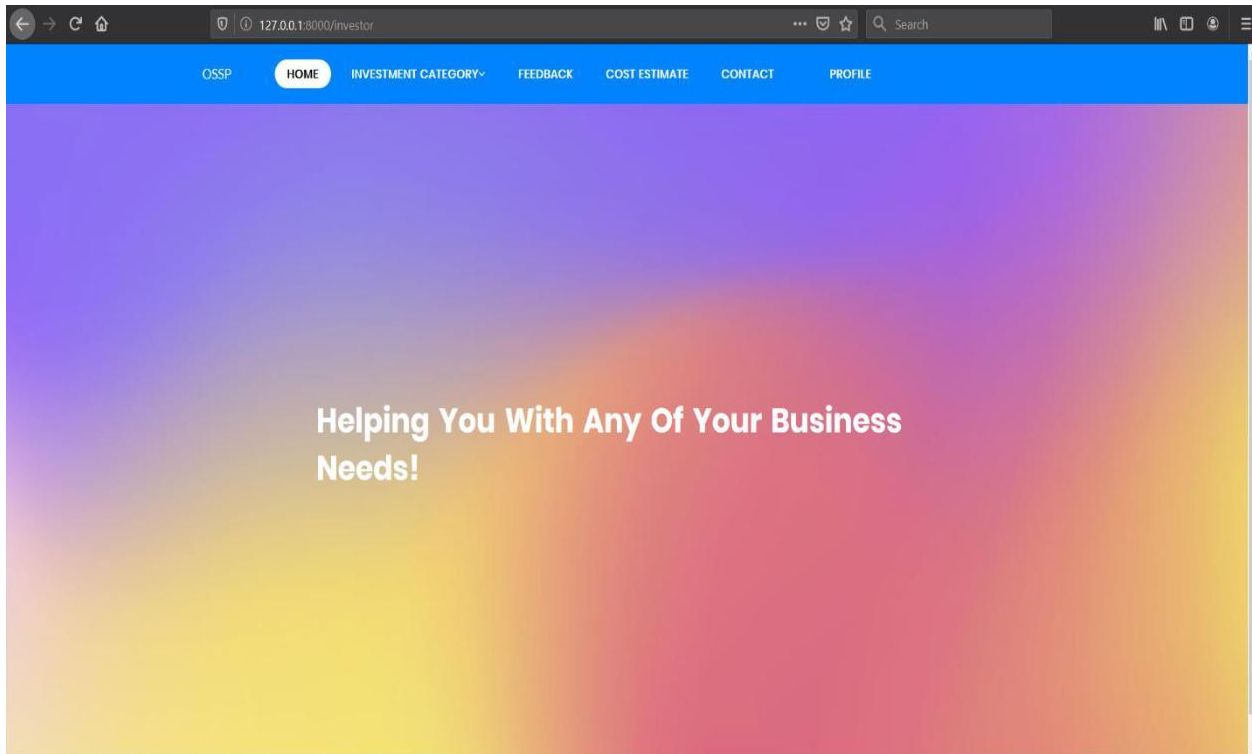 127.0.0.1:8000/investor
Search
OSSP HOME INVESTMENT CATEGORY FEEDBACK COST ESTIMATE CONTACT PROFILE
Helping You With Any Of Your Business
Needs!